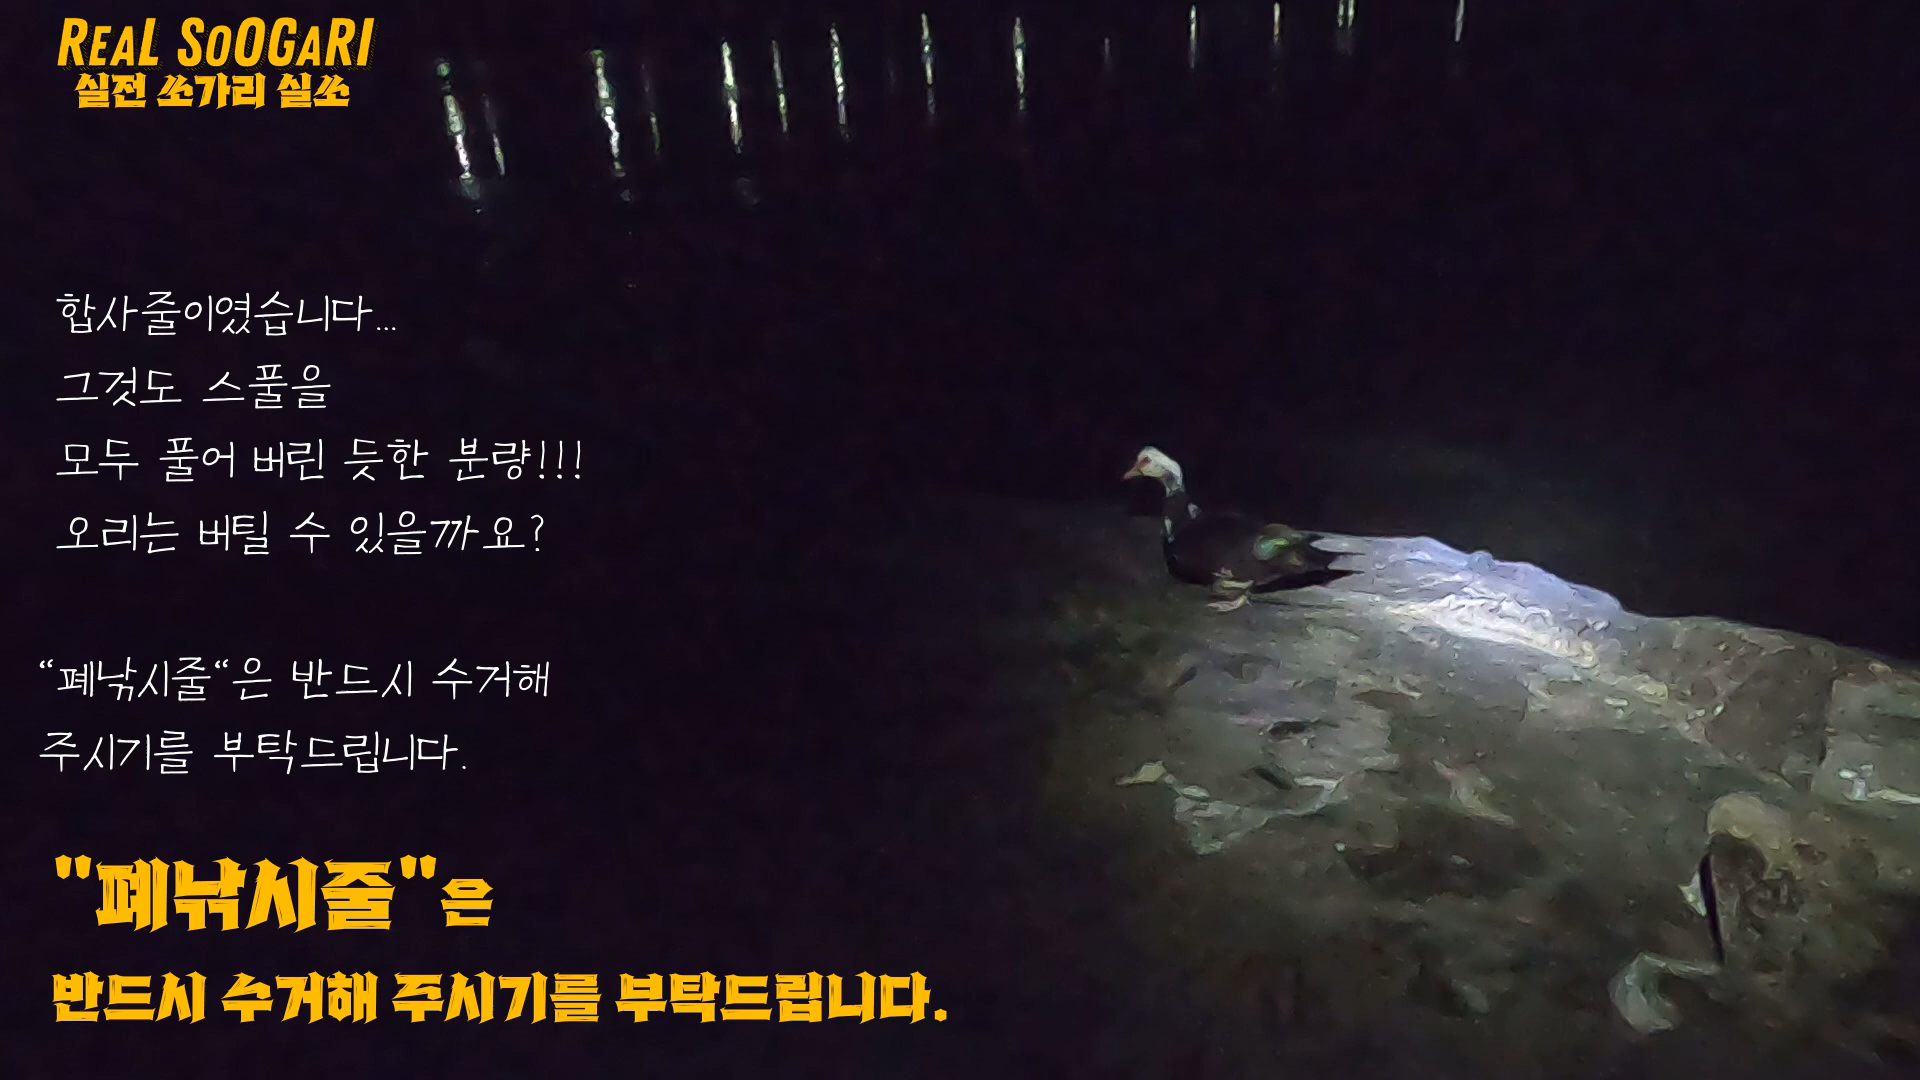 REAL SOOGARI
실전 쏘가리 실쏘
합사줄이였습니다...
그것도 스풀을
모두 풀어 버린 듯한 분량!!!
오리는 버틸 수 있을까요?
“폐낚시줄“은 반드시 수거해
주시기를 부탁드립니다.
"폐낚시줄"은
반드시 수거해 주시기를 부탁드립니다.